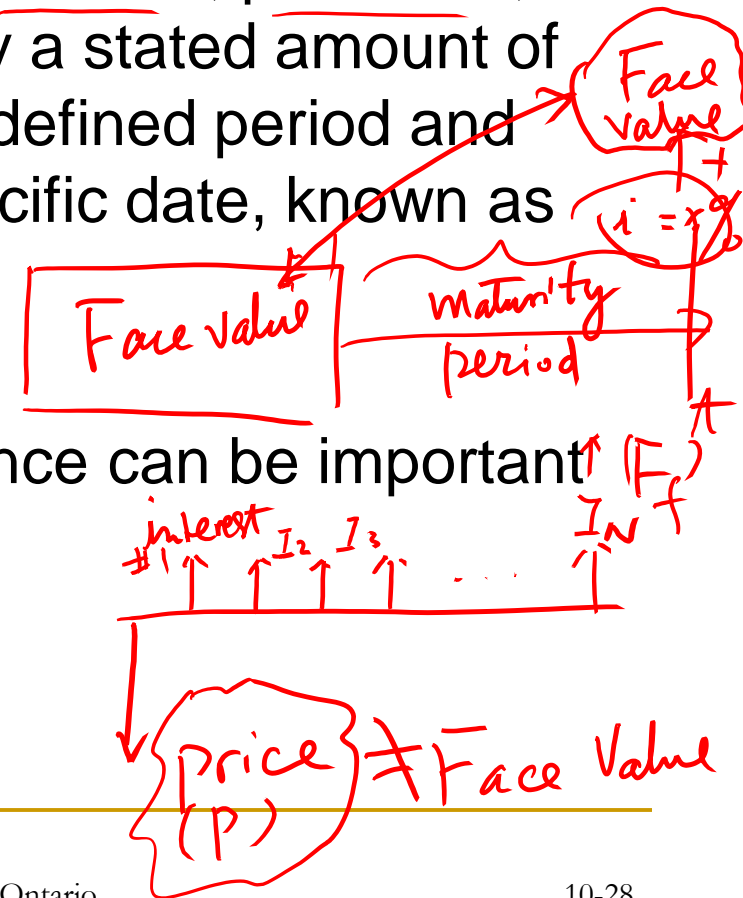 y a stated amount of
Face
value
defined period and
+
cific date, known as
i = x%
Face value
maturity
period
nce can be important
(F)
interest
#1
I2
I3
. . . .
IN
price
(P)
≠ Face Value
Ontario
10-28